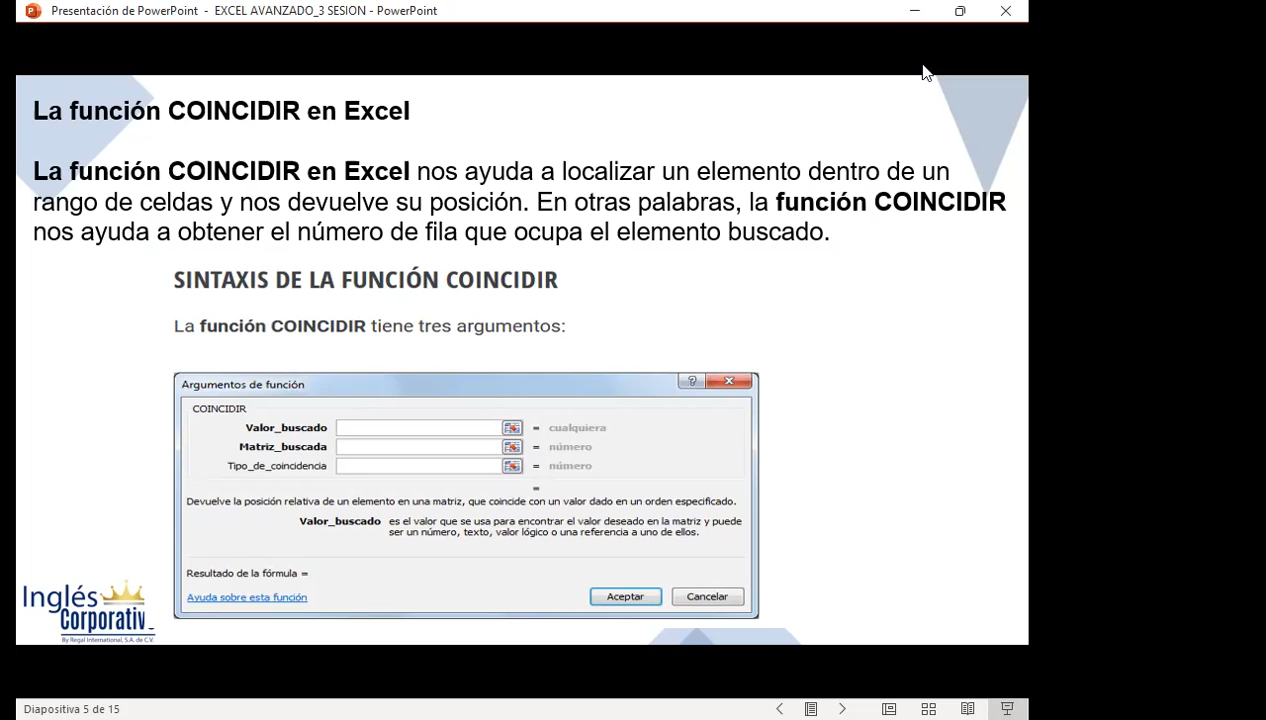 Presentación de PowerPoint - EXCEL AVANZADO_3 SESION - PowerPoint
La función COINCIDIR en Excel
La función COINCIDIR en Excel nos ayuda a localizar un elemento dentro de un
rango de celdas y nos devuelve su posición. En otras palabras, la función COINCIDIR
nos ayuda a obtener el número de fila que ocupa el elemento buscado.
SINTAXIS DE LA FUNCIÓN COINCIDIR
La función COINCIDIR tiene tres argumentos:
Argumentos de función
COINCIDIR
Valor_buscado = cualquiera
Matriz_buscada = número
Tipo_de_coincidencia = número
=
Devuelve la posición relativa de un elemento en una matriz, que coincide con un valor dado en un orden especificado.
Valor_buscado es el valor que se usa para encontrar el valor deseado en la matriz y puede
ser un número, texto, valor lógico o una referencia a uno de ellos.
Resultado de la fórmula =
Ayuda sobre esta función Aceptar Cancelar
Inglés
Corporativ
By Regal International, S.A. de C.V.
Diapositiva 5 de 15